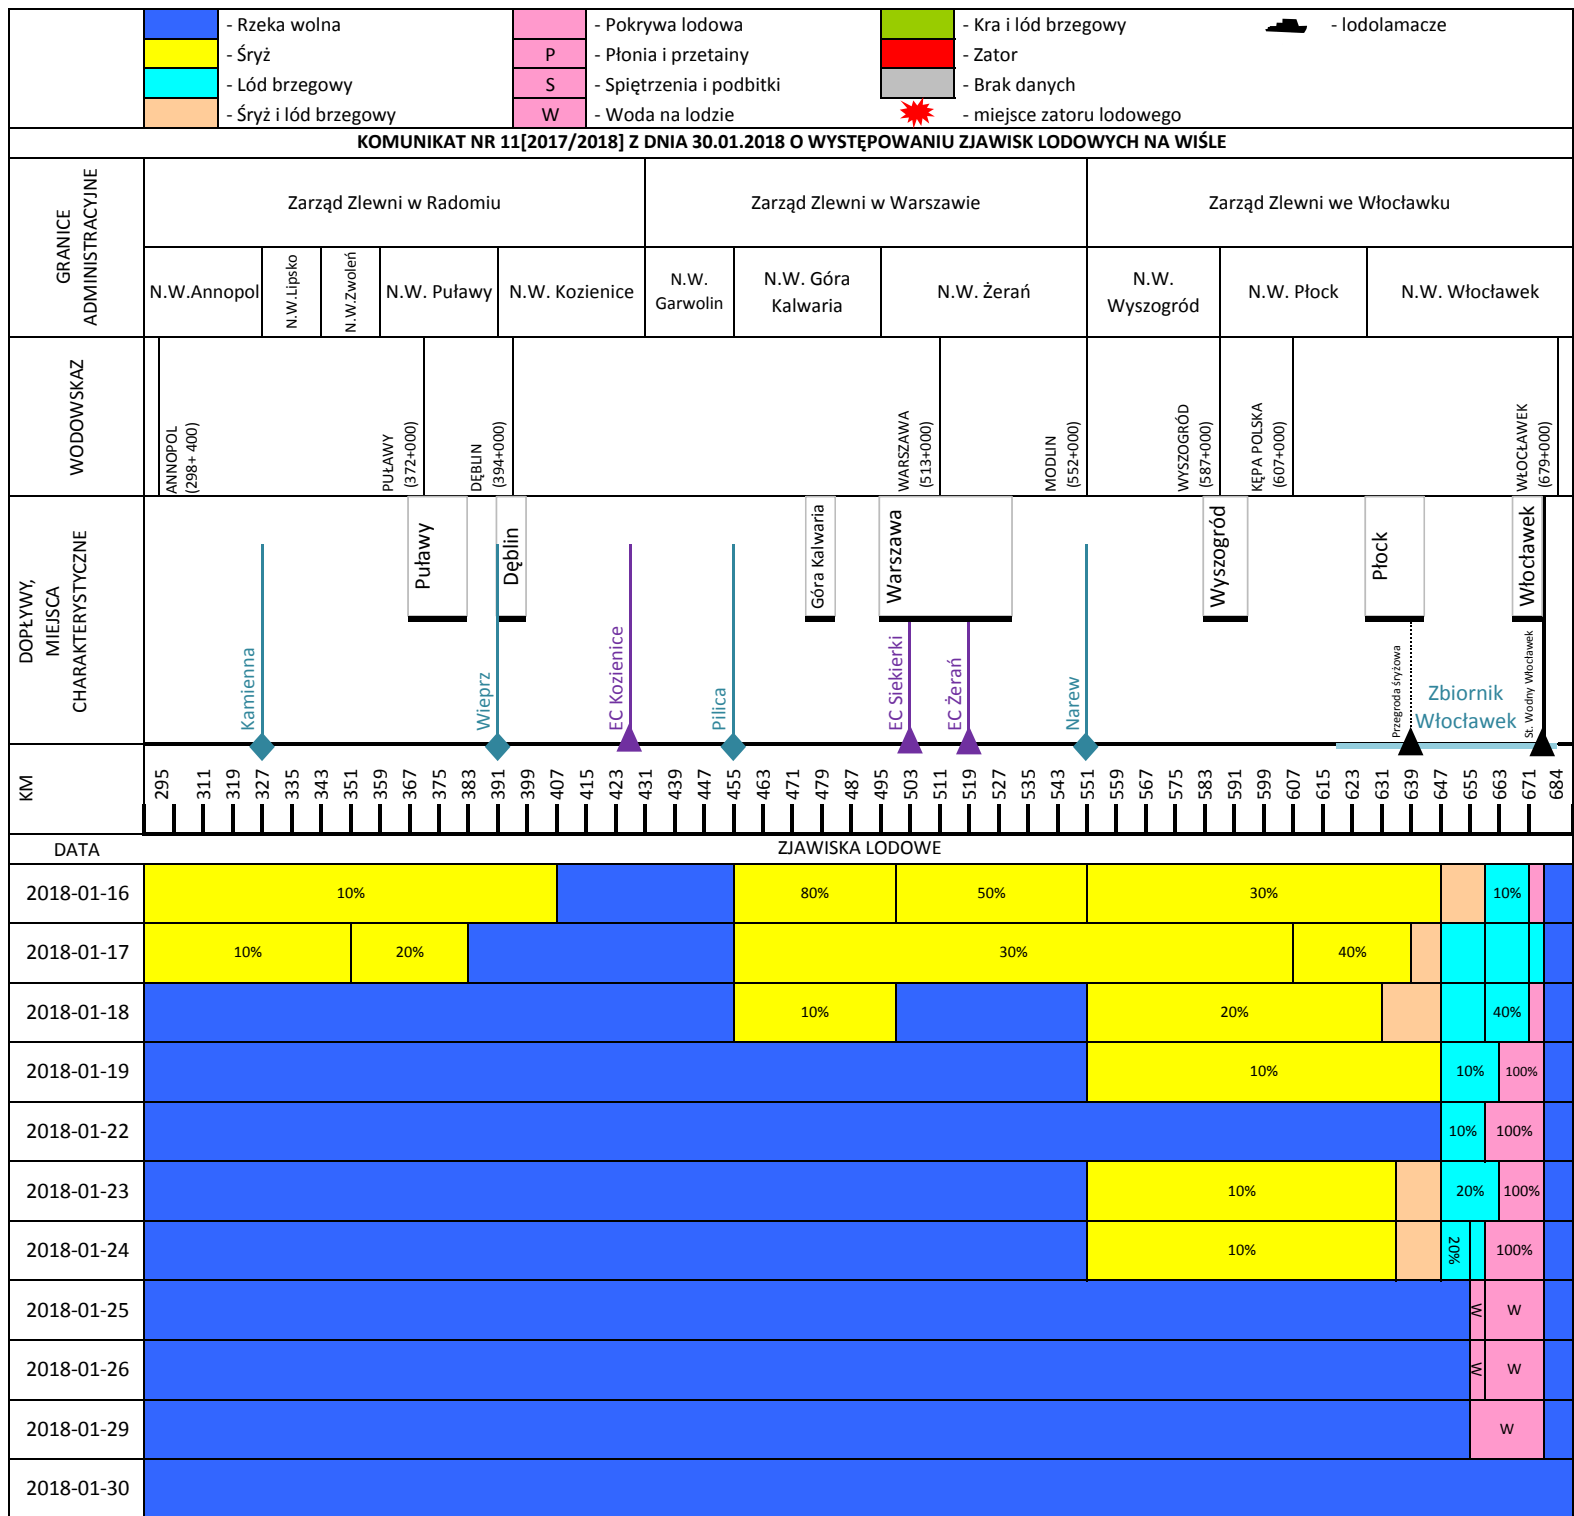 - Rzeka wolna
- Pokrywa lodowa
- Kra i lód brzegowy
- lodolamacze
- Śryż
P - Płonia i przetainy
- Zator
- Lód brzegowy
S - Spiętrzenia i podbitki
- Brak danych
- Śryż i lód brzegowy
W - Woda na lodzie
- miejsce zatoru lodowego
KOMUNIKAT NR 11[2017/2018] Z DNIA 30.01.2018 O WYSTĘPOWANIU ZJAWISK LODOWYCH NA WIŚLE
GRANICE
ADMINISTRACYJNE
Zarząd Zlewni w Radomiu
Zarząd Zlewni w Warszawie
Zarząd Zlewni we Włocławku
N.W.Annopol
N.W.Lipsko
N.W.Zwoleń
N.W. Puławy
N.W. Kozienice
N.W.
Garwolin
N.W. Góra
Kalwaria
N.W. Żerań
N.W.
Wyszogród
N.W. Płock
N.W. Włocławek
WODOWSKAZ
ANNOPOL
(298+ 400)
PUŁAWY
(372+000)
DĘBLIN
(394+000)
WARSZAWA
(513+000)
MODLIN
(552+000)
WYSZOGRÓD
(587+000)
KĘPA POLSKA
(607+000)
WŁOCŁAWEK
(679+000)
DOPŁYWY,
MIEJSCA
CHARAKTERYSTYCZNE
Kamienna
Puławy
Wieprz
Dęblin
EC Kozienice
Pilica
Góra Kalwaria
Warszawa
EC Siekierki
EC Żerań
Narew
Wyszogród
Płock
Przegroda śryżowa
Zbiornik
Włocławek
Włocławek
St. Wodny Włocławek
KM
295
311
319
327
335
343
351
359
367
375
383
391
399
407
415
423
431
439
447
455
463
471
479
487
495
503
511
519
527
535
543
551
559
567
575
583
591
599
607
615
623
631
639
647
655
663
671
684
DATA
ZJAWISKA LODOWE
2018-01-16 10% 80% 50% 30% 10%
2018-01-17 10% 20% 30% 40%
2018-01-18 10% 20% 40%
2018-01-19 10% 10% 100%
2018-01-22 10% 100%
2018-01-23 10% 20% 100%
2018-01-24 10% 20% 100%
2018-01-25 W W
2018-01-26 W W
2018-01-29 W
2018-01-30